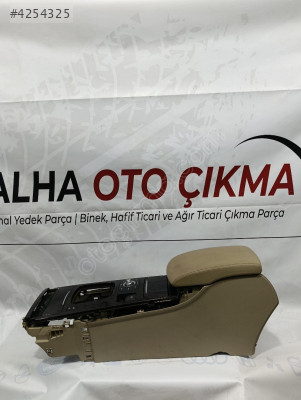 #4254325
ALHA OTO ÇIKMA
nal Yedek Parça | Binek, Hafif Ticari ve Ağır Ticari Çıkma Parça